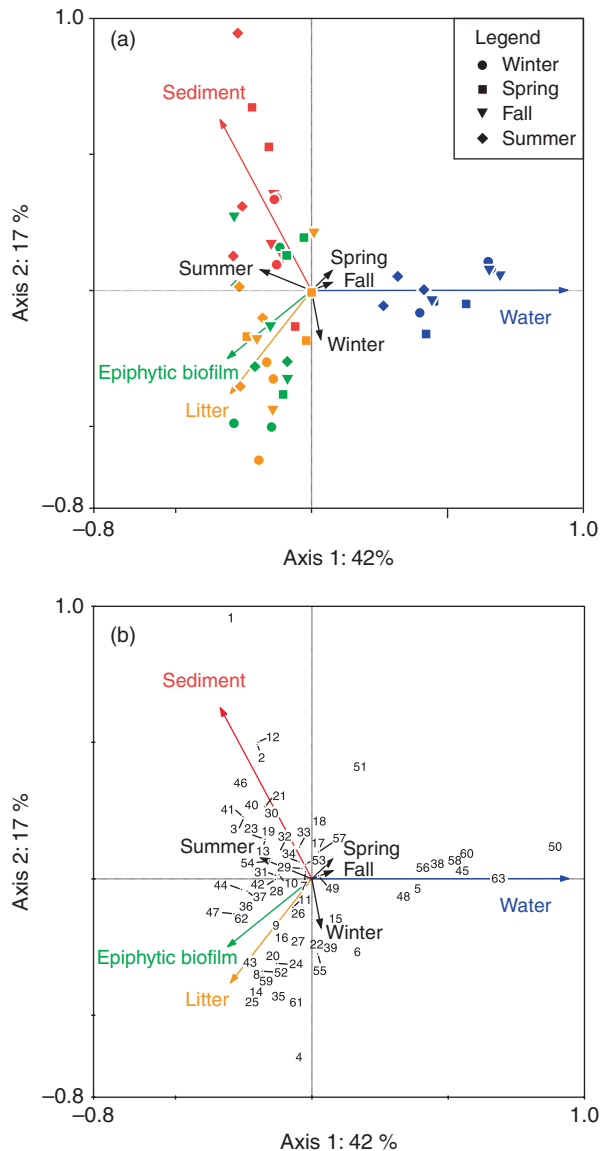 1.0
(a)
Legend
Winter
Spring
Fall
Summer
Sediment
Summer
Spring
Fall
Water
Winter
Epiphytic biofilm
Litter
Axis 2: 17 %
–0.8
–0.8
1.0
Axis 1: 42%
1.0
(b)
1
Sediment
12
2
51
46
21
41 40
30
3 23 19 32 33 18
57
13 34 17
Summer 54 53 Spring
31 29 Fall
60
56 38 58 45
50
44 42 28 10 7 49
5
48
63
37 11
Water
36 26
47 62
9 15
Winter
16 27 22 39 6
Epiphytic biofilm
43 20 24
8 52 55
59
Litter
14 35
25 61
4
Axis 2: 17 %
–0.8
–0.8
1.0
Axis 1: 42 %